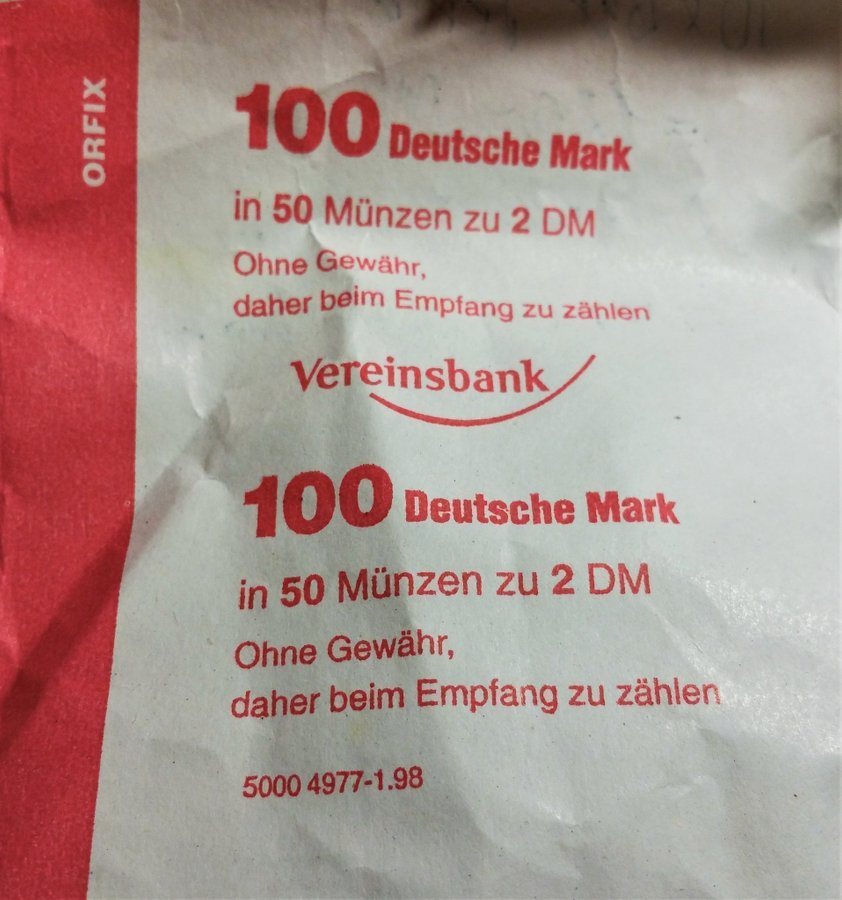 ORFIX
100 Deutsche Mark
in 50 Münzen zu 2 DM
Ohne Gewähr,
daher beim Empfang zu zählen
Vereinsbank
100 Deutsche Mark
in 50 Münzen zu 2 DM
Ohne Gewähr,
daher beim Empfang zu zählen
5000 4977-1.98